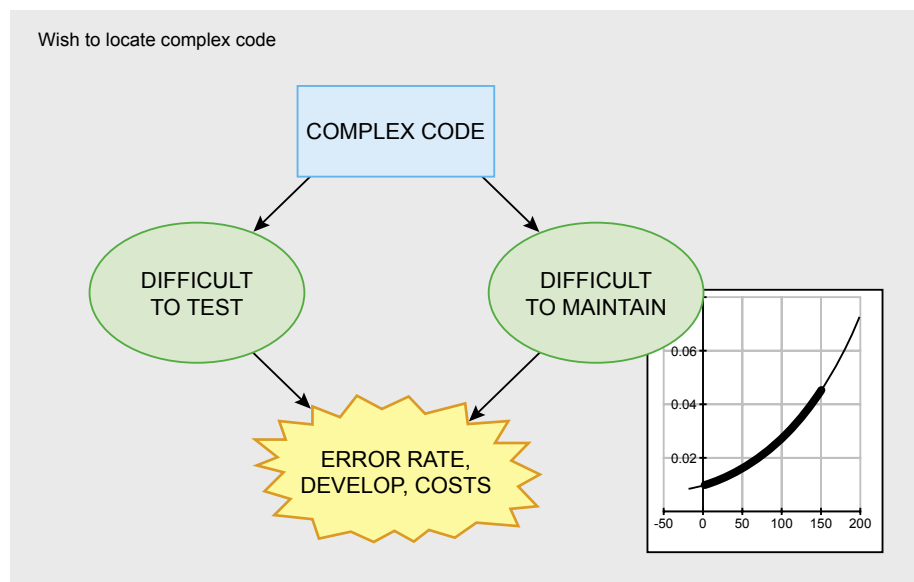 Wish to locate complex code
COMPLEX CODE
DIFFICULT
TO TEST
DIFFICULT
TO MAINTAIN
ERROR RATE,
DEVELOP, COSTS
0.06
0.04
0.02
-50 0 50 100 150 200